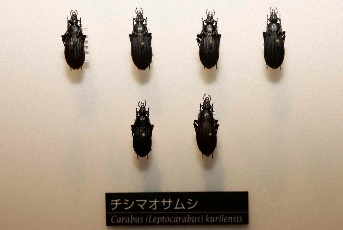 チシマオサムシ
Carabus (Leptocarabus) kurilensis